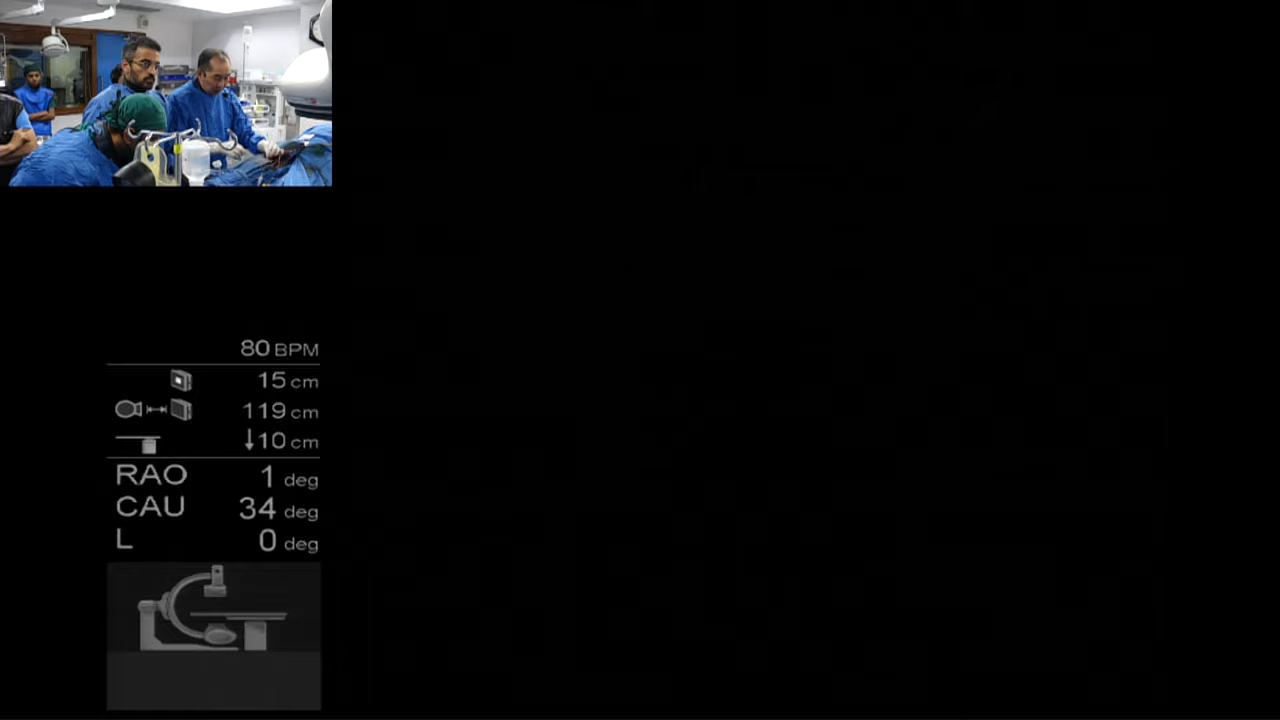 80 BPM
15 cm
119 cm
↓10 cm
RAO 1 deg
CAU 34 deg
L 0 deg